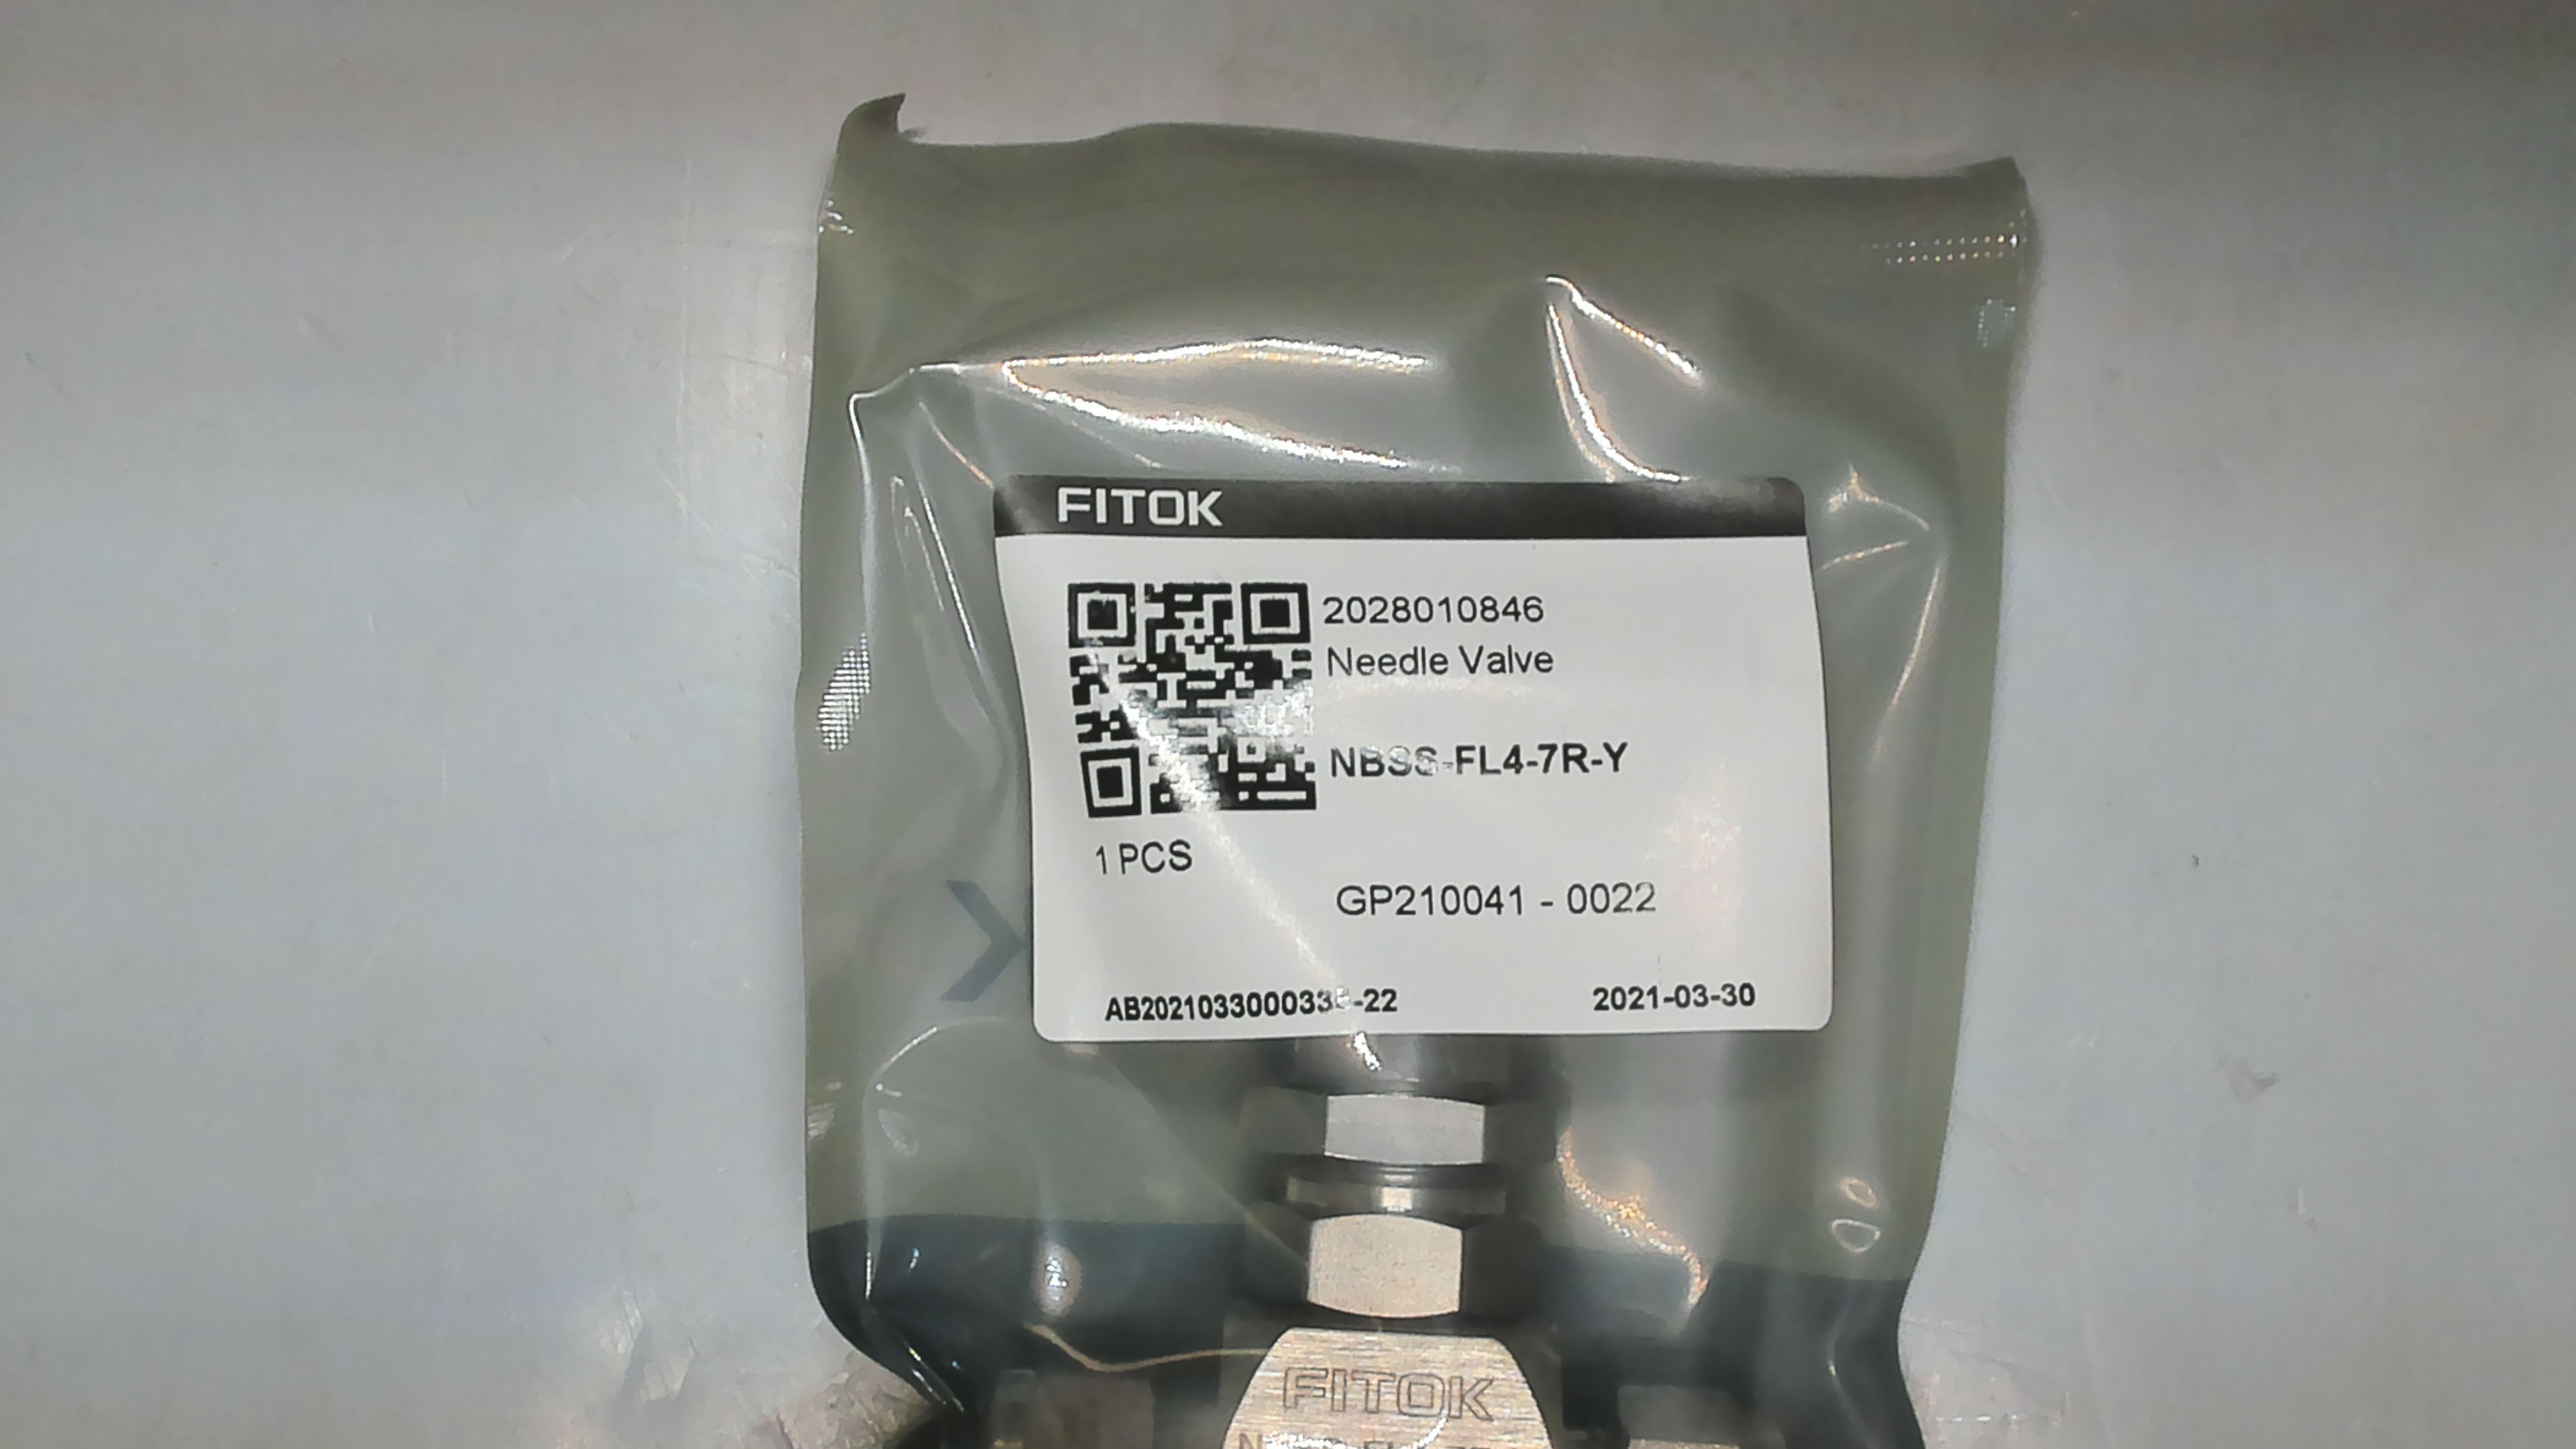 FITOK
2028010846
Needle Valve
NBSS-FL4-7R-Y
1 PCS
GP210041 - 0022
2021-03-30
FITOK